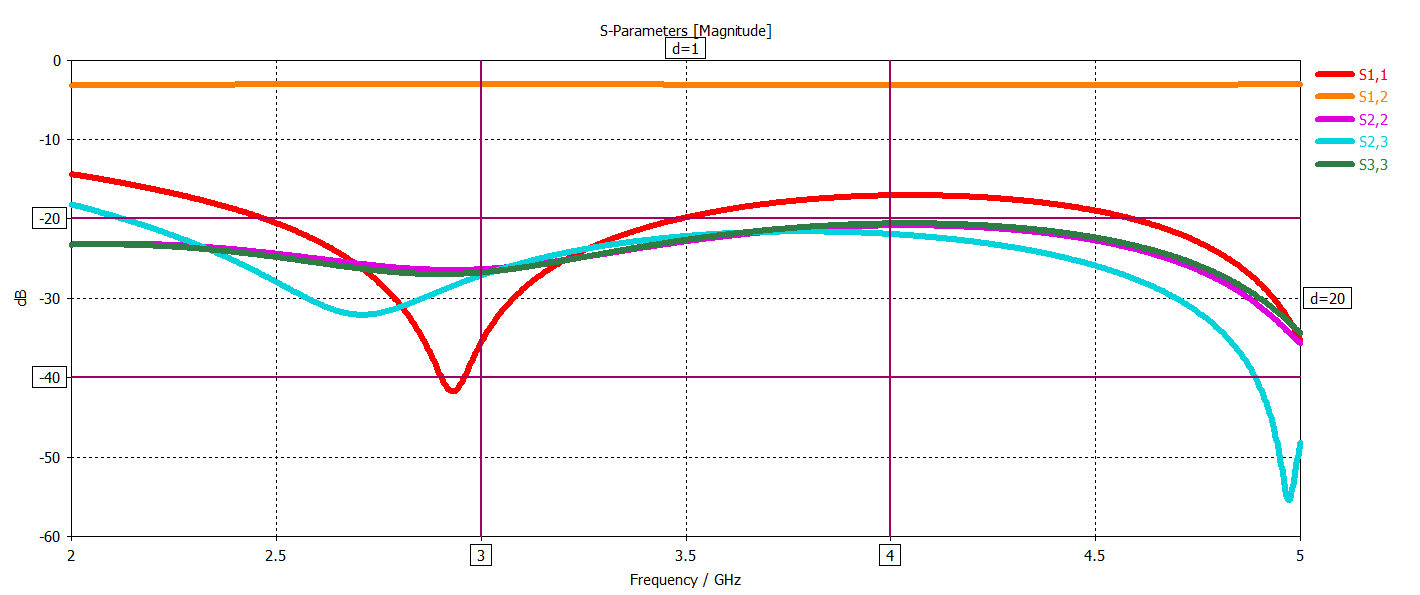 S-Parameters [Magnitude]
d=1
0
-10
-20
-30
-40
-50
-60
dB
S1,1
S1,2
S2,2
S2,3
S3,3
d=20
2
2.5
3
3.5
4
4.5
5
Frequency / GHz